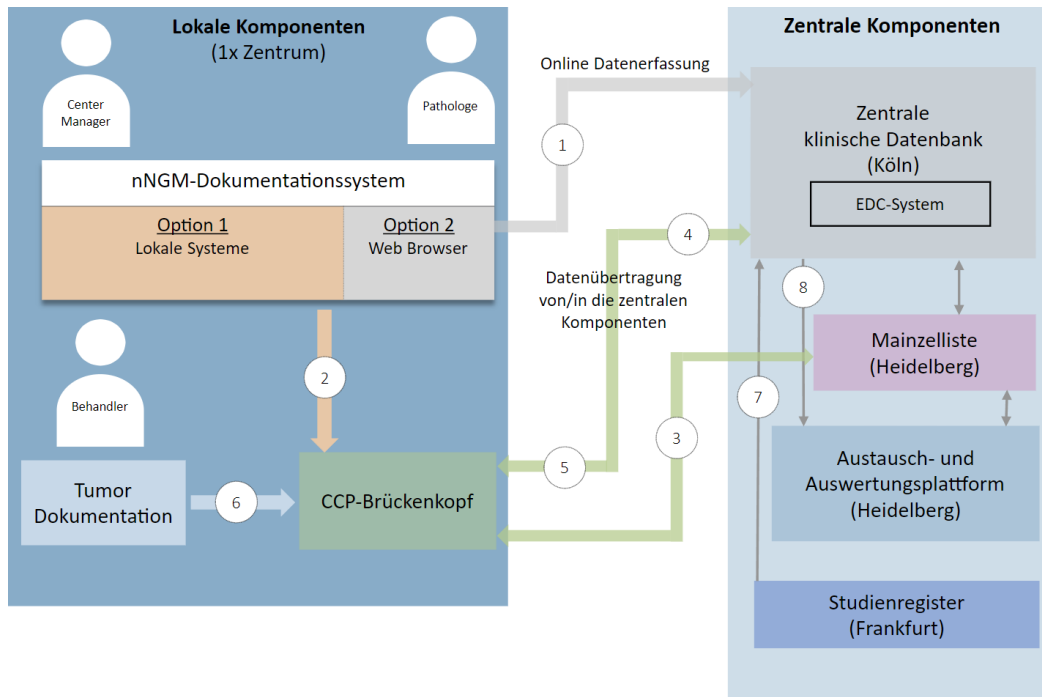 Lokale Komponenten
(1x Zentrum)
Center
Manager
Pathologe
nNGM-Dokumentationssystem
Option 1
Lokale Systeme
Option 2
Web Browser
2
Behandler
Tumor
Dokumentation
6
CCP-Brückenkopf
Online Datenerfassung
1
4
Datenübertragung
von/in die zentralen
Komponenten
3
5
Zentrale Komponenten
Zentrale
klinische Datenbank
(Köln)
EDC-System
8
Mainzelliste
(Heidelberg)
7
Austausch- und
Auswertungsplattform
(Heidelberg)
Studienregister
(Frankfurt)